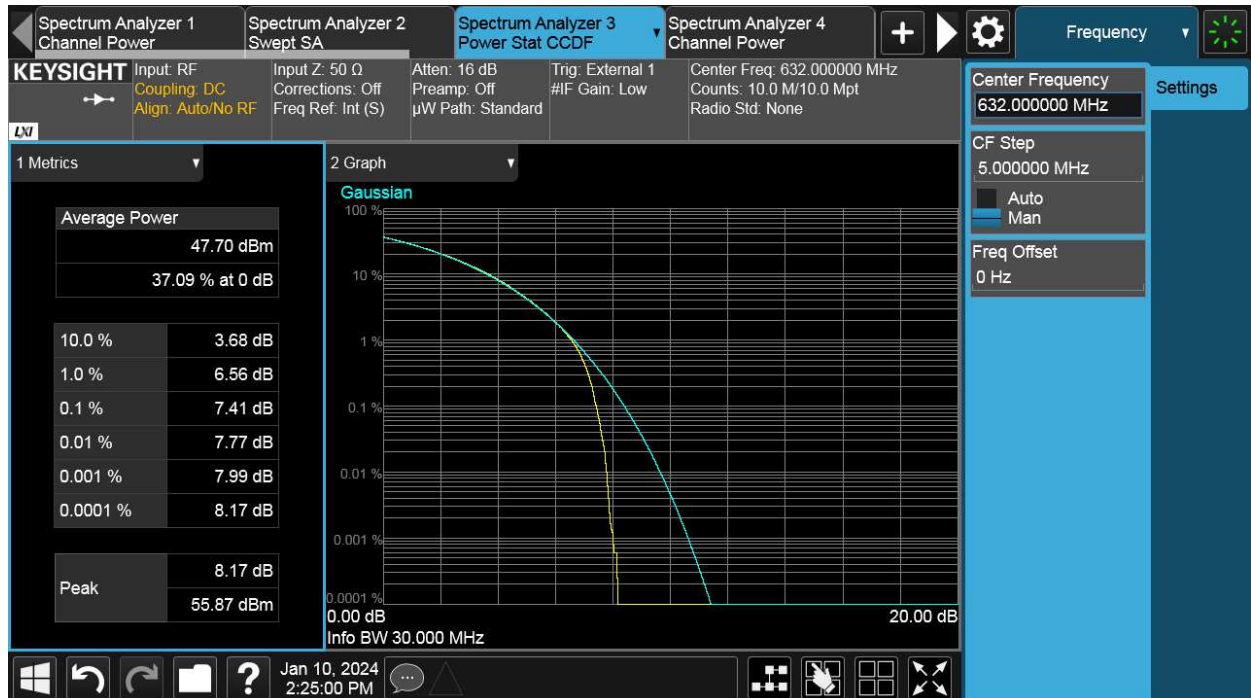 Spectrum Analyzer 1
Channel Power
Spectrum Analyzer 2
Swept SA
Spectrum Analyzer 3
Power Stat CCDF
Spectrum Analyzer 4
Channel Power
+
Frequency
KEYSIGHT
LXI
Input: RF
Coupling: DC
Align: Auto/No RF
Input Z: 50 Ω
Corrections: Off
Freq Ref: Int (S)
Atten: 16 dB
Preamp: Off
µW Path: Standard
Trig: External 1
#IF Gain: Low
Center Freq: 632.000000 MHz
Counts: 10.0 M/10.0 Mpt
Radio Std: None
Center Frequency
632.000000 MHz
Settings
CF Step
5.000000 MHz
Auto
Man
Freq Offset
0 Hz
1 Metrics
Average Power
47.70 dBm
37.09 % at 0 dB
10.0 % 3.68 dB
1.0 % 6.56 dB
0.1 % 7.41 dB
0.01 % 7.77 dB
0.001 % 7.99 dB
0.0001 % 8.17 dB
Peak
8.17 dB
55.87 dBm
2 Graph
Gaussian
100 %
10 %
1 %
0.1 %
0.01 %
0.001 %
0.0001 %
0.00 dB 20.00 dB
Info BW 30.000 MHz
?
Jan 10, 2024
2:25:00 PM